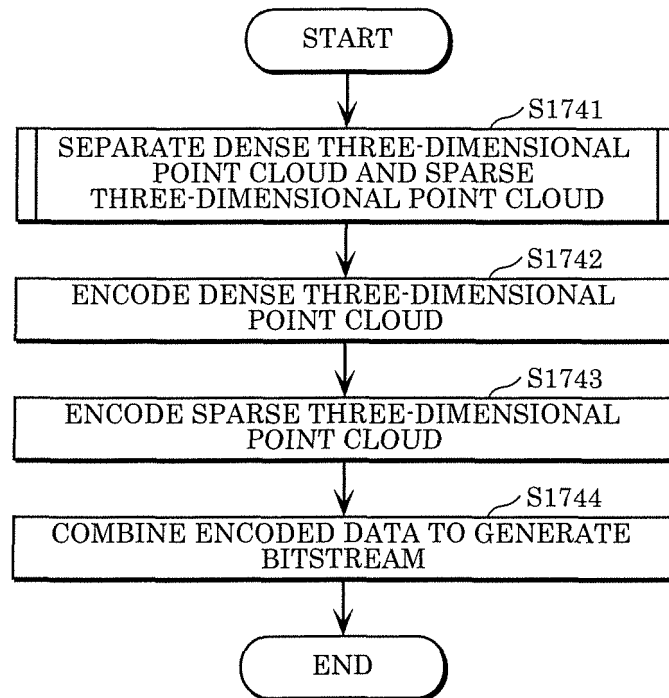 START
S1741
SEPARATE DENSE THREE-DIMENSIONAL
POINT CLOUD AND SPARSE
THREE-DIMENSIONAL POINT CLOUD
S1742
ENCODE DENSE THREE-DIMENSIONAL
POINT CLOUD
S1743
ENCODE SPARSE THREE-DIMENSIONAL
POINT CLOUD
S1744
COMBINE ENCODED DATA TO GENERATE
BITSTREAM
END